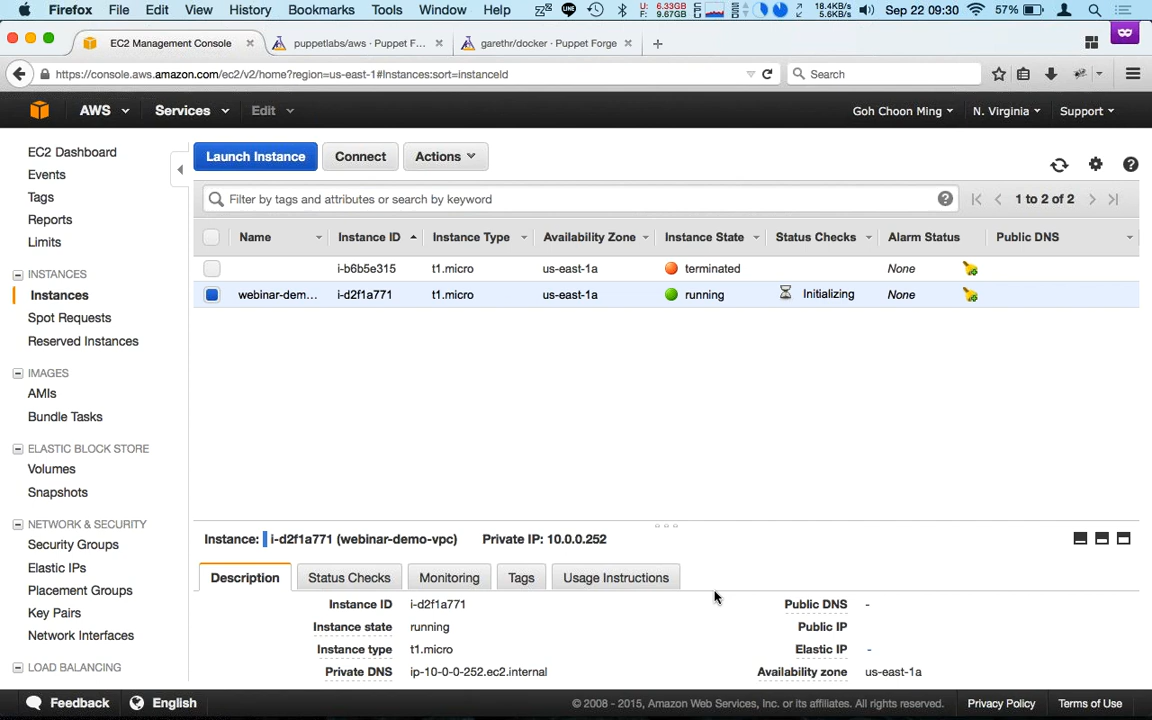 Firefox File Edit View History Bookmarks Tools Window Help U: 6.33GB F: 9.67GB 18.4KB/s 5.6KB/s Sep 22 09:30 57%
EC2 Management Console puppetlabs/aws · Puppet F... garethr/docker · Puppet Forge
https://console.aws.amazon.com/ec2/v2/home?region=us-east-1#Instances:sort=instanceId Search
AWS Services Edit Goh Choon Ming N. Virginia Support
EC2 Dashboard
Events
Tags
Reports
Limits
INSTANCES
Instances
Spot Requests
Reserved Instances
IMAGES
AMIs
Bundle Tasks
ELASTIC BLOCK STORE
Volumes
Snapshots
NETWORK & SECURITY
Security Groups
Elastic IPs
Placement Groups
Key Pairs
Network Interfaces
LOAD BALANCING
Launch Instance Connect Actions
Filter by tags and attributes or search by keyword 1 to 2 of 2
Name Instance ID Instance Type Availability Zone Instance State Status Checks Alarm Status Public DNS
i-b6b5e315 t1.micro us-east-1a terminated None
webinar-dem... i-d2f1a771 t1.micro us-east-1a running Initializing None
Instance: i-d2f1a771 (webinar-demo-vpc) Private IP: 10.0.0.252
Description Status Checks Monitoring Tags Usage Instructions
Instance ID i-d2f1a771 Public DNS -
Instance state running Public IP
Instance type t1.micro Elastic IP -
Private DNS ip-10-0-0-252.ec2.internal Availability zone us-east-1a
Feedback English © 2008 - 2015, Amazon Web Services, Inc. or its affiliates. All rights reserved. Privacy Policy Terms of Use